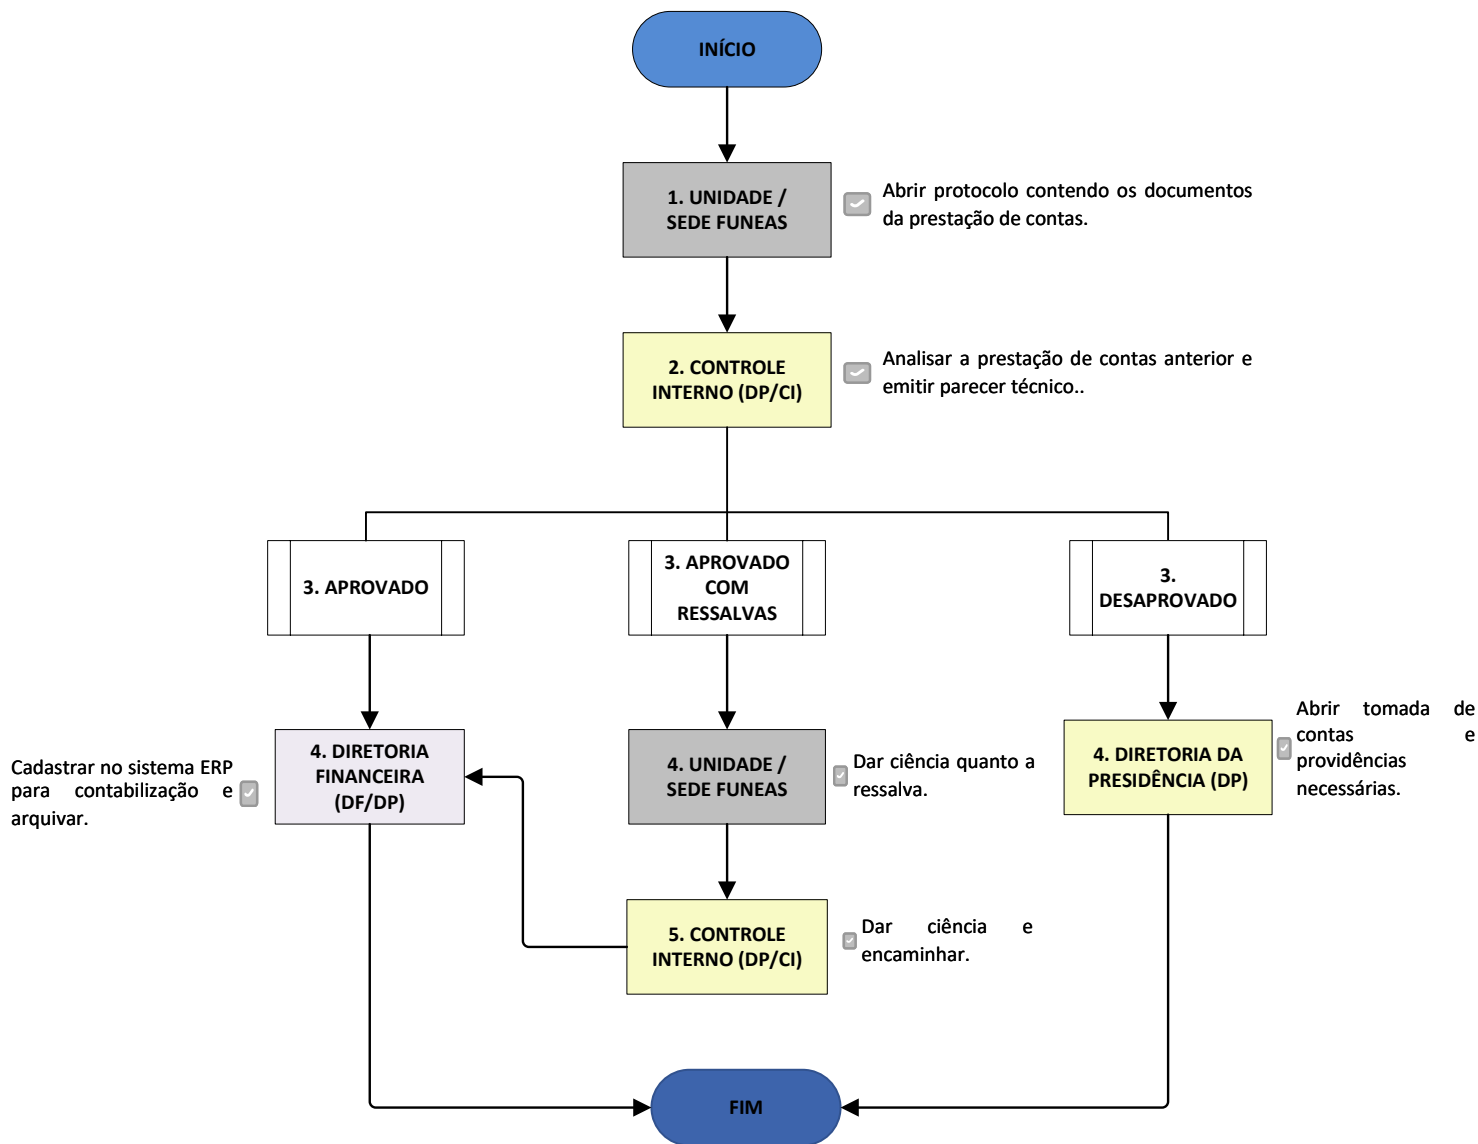 INÍCIO
1. UNIDADE /
SEDE FUNEAS
Abrir protocolo contendo os documentos
da prestação de contas.
2. CONTROLE
INTERNO (DP/CI)
Analisar a prestação de contas anterior e
emitir parecer técnico..
3. APROVADO
3. APROVADO
COM
RESSALVAS
3.
DESAPROVADO
Cadastrar no sistema ERP
para contabilização e
arquivar.
4. DIRETORIA
FINANCEIRA
(DF/DP)
4. UNIDADE /
SEDE FUNEAS
Dar ciência quanto a
ressalva.
4. DIRETORIA DA
PRESIDÊNCIA (DP)
Abrir tomada de
contas e
providências
necessárias.
5. CONTROLE
INTERNO (DP/CI)
Dar ciência e
encaminhar.
FIM